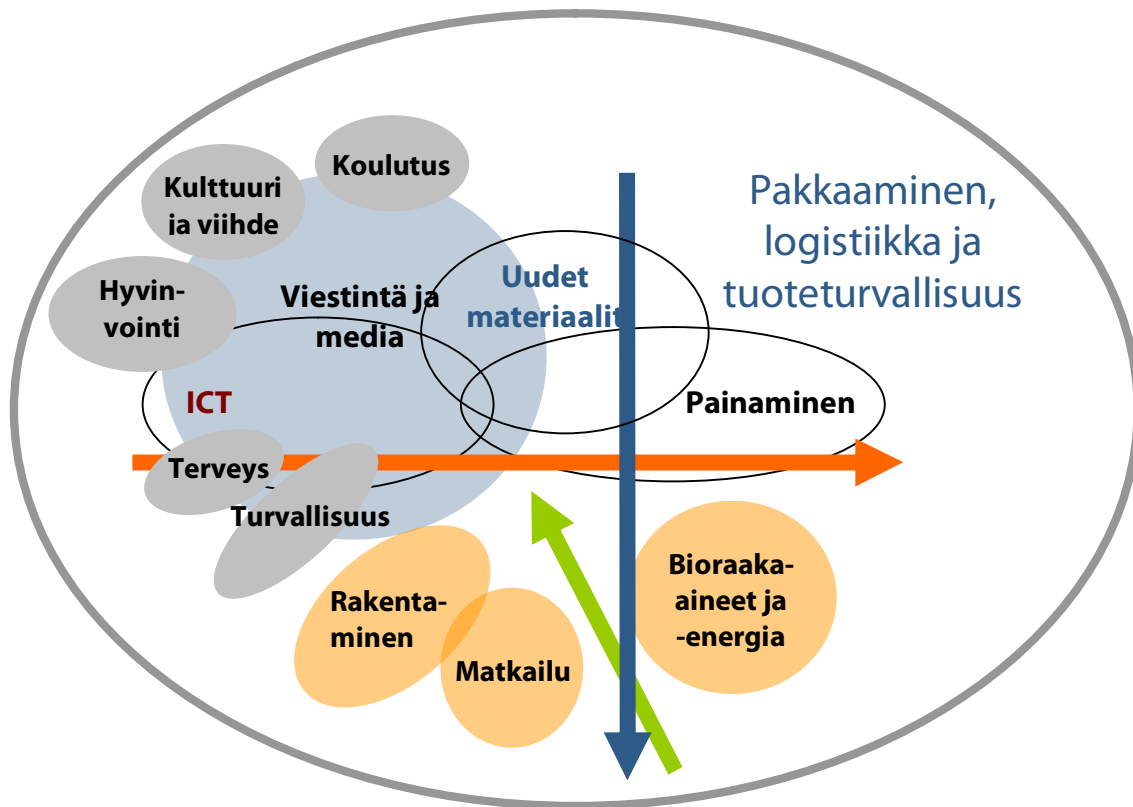 Koulutus
Kulttuuri
ja viihde
Pakkaaminen,
logistiikka ja
tuoteturvallisuus
Hyvin-
vointi
Viestintä ja
media
Uudet
materiaalit
ICT
Painaminen
Terveys
Turvallisuus
Rakenta-
minen
Matkailu
Bioraaka-
aineet ja
-energia